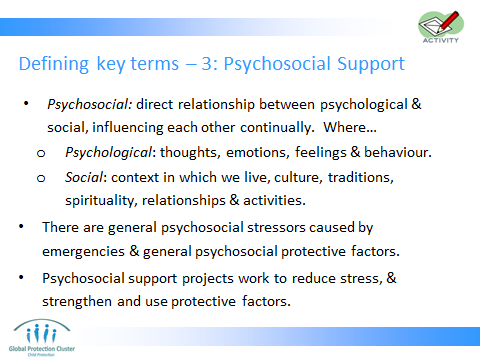 ACTIVITY
Defining key terms – 3: Psychosocial Support
• Psychosocial: direct relationship between psychological &
social, influencing each other continually.  Where…
o Psychological: thoughts, emotions, feelings & behaviour.
o Social: context in which we live, culture, traditions,
spirituality, relationships & activities.
• There are general psychosocial stressors caused by
emergencies & general psychosocial protective factors.
• Psychosocial support projects work to reduce stress, &
strengthen and use protective factors.
Global Protection Cluster
Child Protection